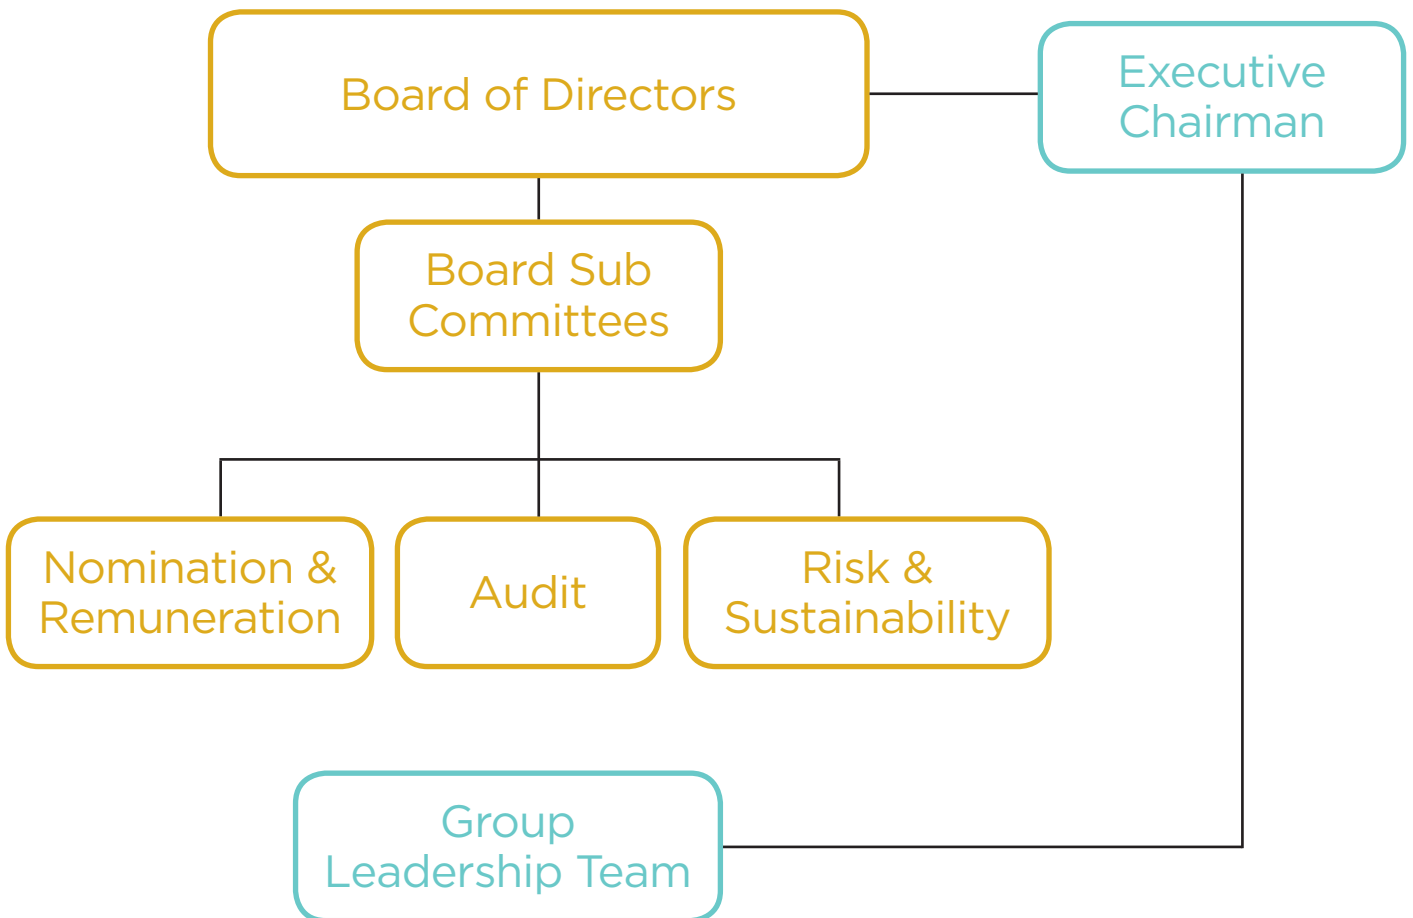 Board of Directors
Executive
Chairman
Board Sub
Committees
Nomination &
Remuneration
Audit
Risk &
Sustainability
Group
Leadership Team